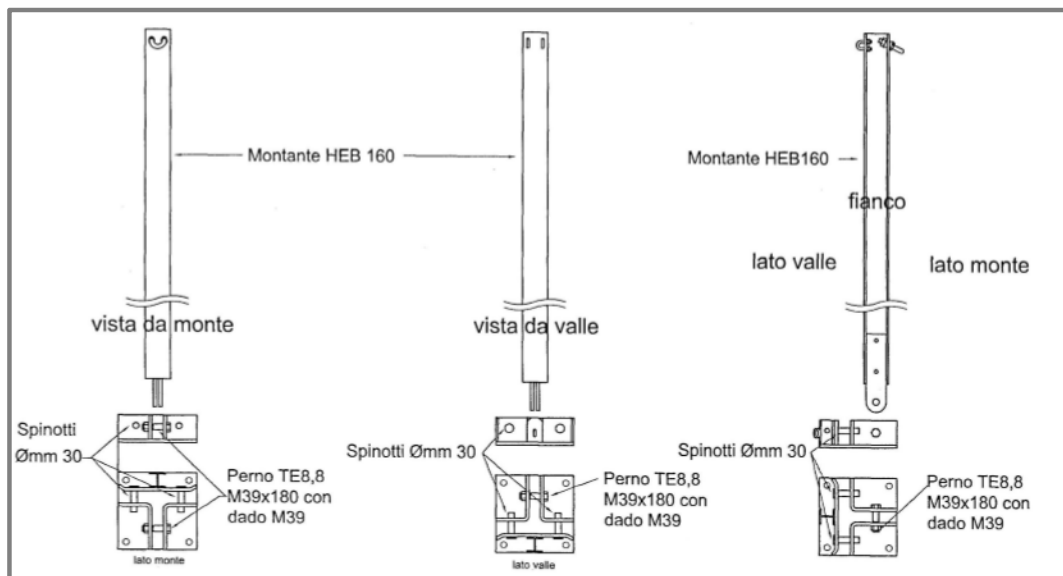 Montante HEB 160
Montante HEB160
fianco
lato valle
lato monte
vista da monte
vista da valle
Spinotti
Ømm 30
Perno TE8,8
M39x180 con
dado M39
lato monte
Spinotti Ømm 30
Perno TE8,8
M39x180 con
dado M39
lato valle
Spinotti Ømm 30
Perno TE8,8
M39x180 con
dado M39